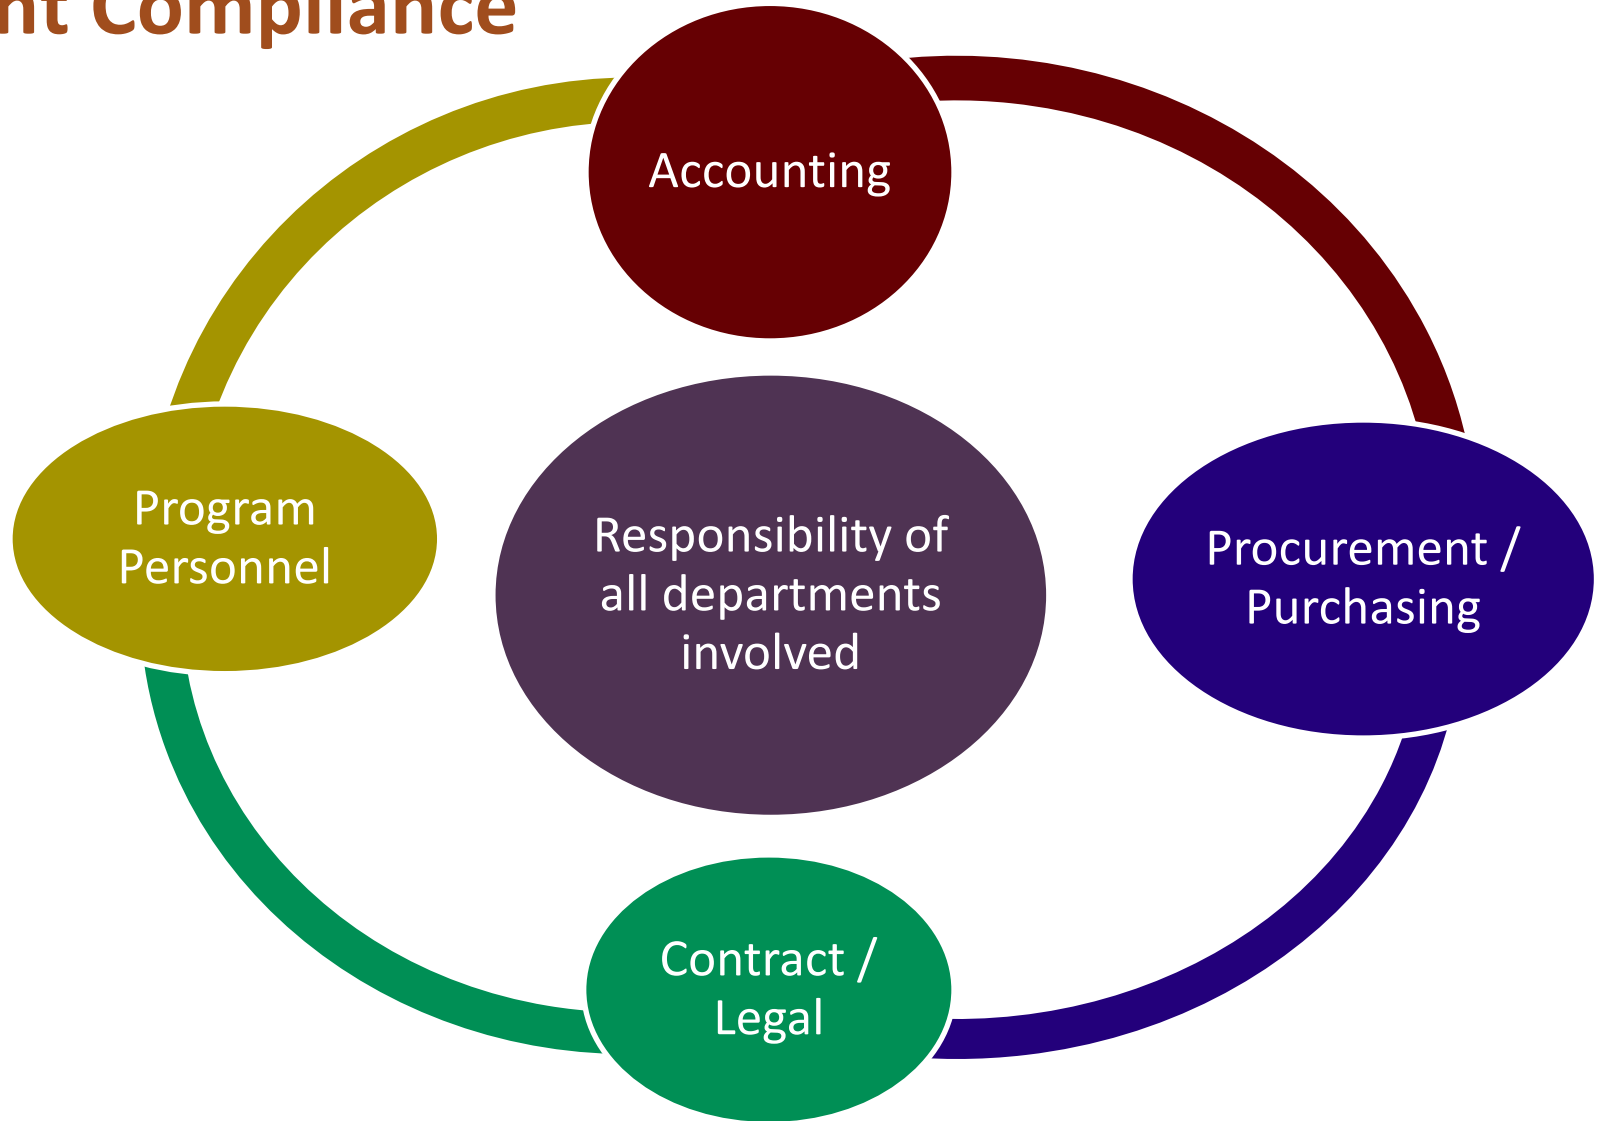 nt Compliance
Accounting
Program
Personnel
Responsibility of
all departments
involved
Procurement /
Purchasing
Contract /
Legal